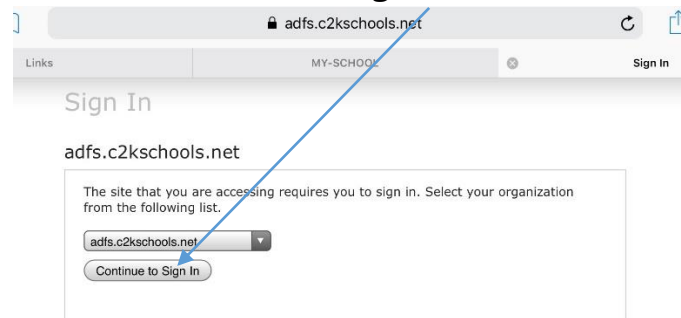 adfs.c2kschools.net
Links MY-SCHOOL Sign In
Sign In
adfs.c2kschools.net
The site that you are accessing requires you to sign in. Select your organization
from the following list.
adfs.c2kschools.net
Continue to Sign In